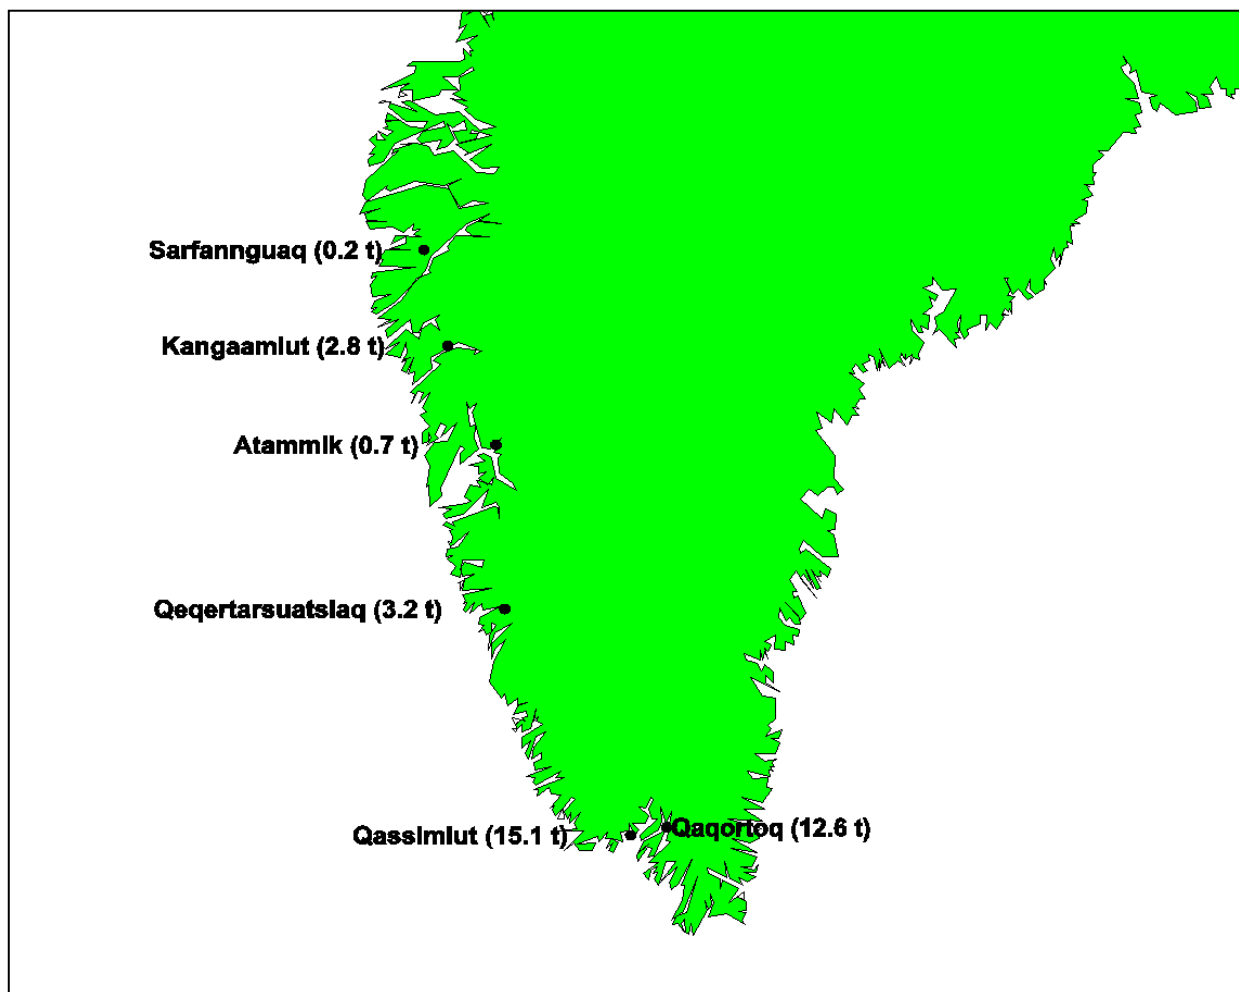 Sarfannguaq (0.2 t)
Kangaamiut (2.8 t)
Atammik (0.7 t)
Qeqertarsuatsiaq (3.2 t)
Qassimiut (15.1 t)
Qaqortoq (12.6 t)